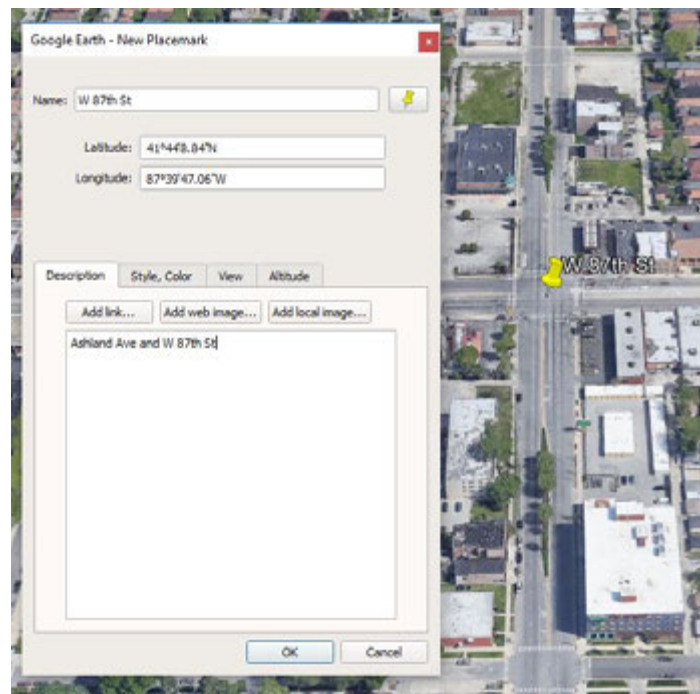 Google Earth - New Placemark
Name: W 87th St
Latitude: 41°44'8.84"N
Longitude: 87°39'47.06"W
Description Style, Color View Altitude
Add link... Add web image... Add local image...
Ashland Ave and W 87th St
OK Cancel
W 87th St